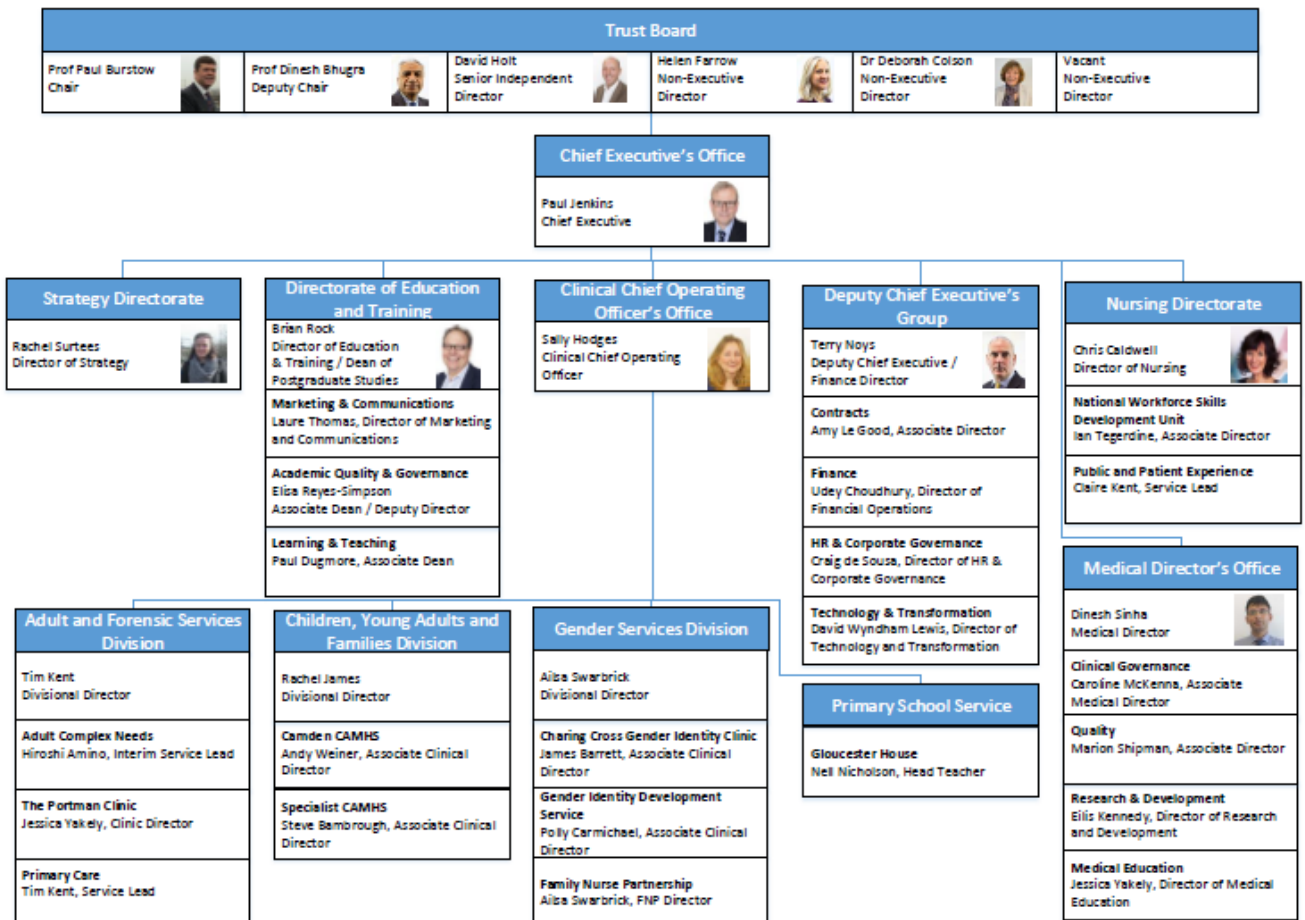 Trust Board
Prof Paul Burstow
Chair
Prof Dinesh Bhugra
Deputy Chair
David Holt
Senior Independent
Director
Helen Farrow
Non-Executive
Director
Dr Deborah Colson
Non-Executive
Director
Vacant
Non-Executive
Director
Chief Executive's Office
Paul Jenkins
Chief Executive
Strategy Directorate
Rachel Surtees
Director of Strategy
Directorate of Education
and Training
Brian Rock
Director of Education
& Training / Dean of
Postgraduate Studies
Marketing & Communications
Laure Thomas, Director of Marketing
and Communications
Academic Quality & Governance
Elisa Reyes-Simpson
Associate Dean / Deputy Director
Learning & Teaching
Paul Dugmore, Associate Dean
Clinical Chief Operating
Officer's Office
Sally Hodges
Clinical Chief Operating
Officer
Deputy Chief Executive's
Group
Terry Noys
Deputy Chief Executive /
Finance Director
Contracts
Amy Le Good, Associate Director
Finance
Udey Choudhury, Director of
Financial Operations
HR & Corporate Governance
Craig de Sousa, Director of HR &
Corporate Governance
Technology & Transformation
David Wyndham Lewis, Director of
Technology and Transformation
Nursing Directorate
Chris Caldwell
Director of Nursing
National Workforce Skills
Development Unit
Ian Tegerdine, Associate Director
Public and Patient Experience
Claire Kent, Service Lead
Medical Director's Office
Dinesh Sinha
Medical Director
Clinical Governance
Caroline McKenna, Associate
Medical Director
Quality
Marion Shipman, Associate Director
Research & Development
Eilis Kennedy, Director of Research
and Development
Medical Education
Jessica Yakely, Director of Medical
Education
Adult and Forensic Services
Division
Tim Kent
Divisional Director
Adult Complex Needs
Hiroshi Amino, Interim Service Lead
The Portman Clinic
Jessica Yakely, Clinic Director
Primary Care
Tim Kent, Service Lead
Children, Young Adults and
Families Division
Rachel James
Divisional Director
Camden CAMHS
Andy Weiner, Associate Clinical
Director
Specialist CAMHS
Steve Bambrough, Associate Clinical
Director
Gender Services Division
Ailsa Swarbrick
Divisional Director
Charing Cross Gender Identity Clinic
James Barrett, Associate Clinical
Director
Gender Identity Development
Service
Polly Carmichael, Associate Clinical
Director
Family Nurse Partnership
Ailsa Swarbrick, FNP Director
Primary School Service
Gloucester House
Nell Nicholson, Head Teacher